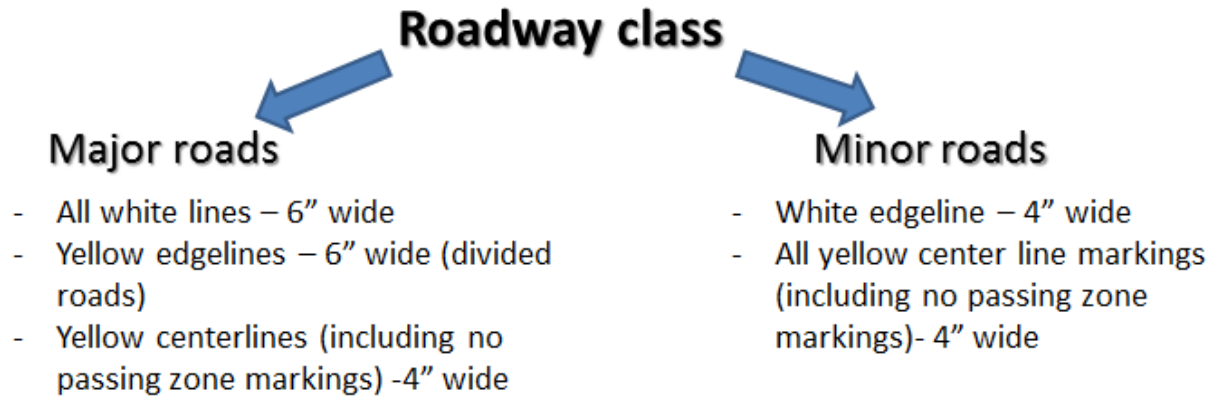 Roadway class
Major roads
- All white lines – 6” wide
- Yellow edgelines – 6” wide (divided
roads)
- Yellow centerlines (including no
passing zone markings) -4” wide
Minor roads
- White edgeline – 4” wide
- All yellow center line markings
(including no passing zone
markings)- 4” wide